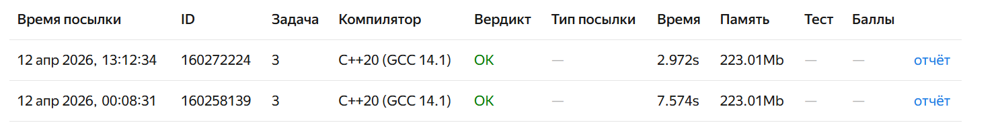 Время посылки ID Задача Компилятор Вердикт Тип посылки Время Память Тест Баллы
12 апр 2026, 13:12:34 160272224 3 C++20 (GCC 14.1) OK — 2.972s 223.01Mb — — отчёт
12 апр 2026, 00:08:31 160258139 3 C++20 (GCC 14.1) OK — 7.574s 223.01Mb — — отчёт